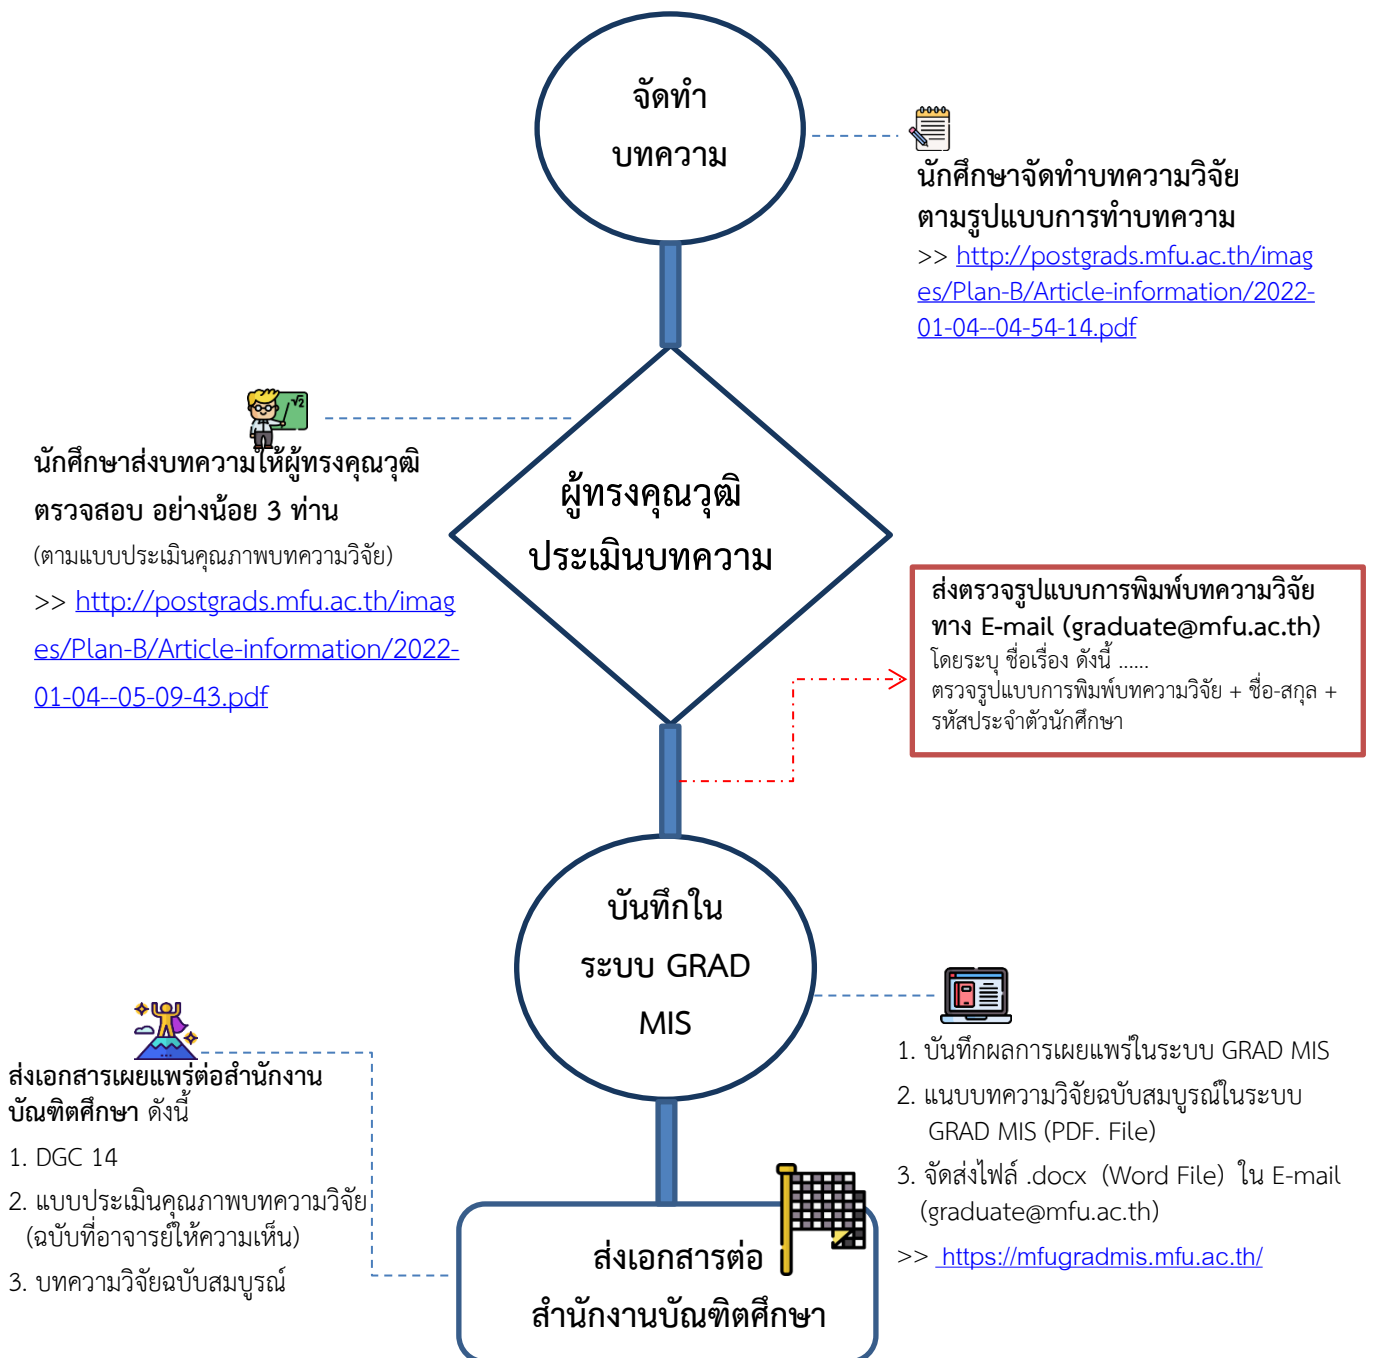 จัดทำ
บทความ
นักศึกษาจัดทำบทความวิจัย
ตามรูปแบบการทำบทความ
>> http://postgrads.mfu.ac.th/imag
es/Plan-B/Article-information/2022-
01-04--04-54-14.pdf
√2
นักศึกษาส่งบทความให้ผู้ทรงคุณวุฒิ
ตรวจสอบ อย่างน้อย 3 ท่าน
(ตามแบบประเมินคุณภาพบทความวิจัย)
>> http://postgrads.mfu.ac.th/imag
es/Plan-B/Article-information/2022-
01-04--05-09-43.pdf
ผู้ทรงคุณวุฒิ
ประเมินบทความ
ส่งตรวจรูปแบบการพิมพ์บทความวิจัย
ทาง E-mail (graduate@mfu.ac.th)
โดยระบุ ชื่อเรื่อง ดังนี้ ......
ตรวจรูปแบบการพิมพ์บทความวิจัย + ชื่อ-สกุล +
รหัสประจำตัวนักศึกษา
บันทึกใน
ระบบ GRAD
MIS
1. บันทึกผลการเผยแพร่ในระบบ GRAD MIS
2. แนบบทความวิจัยฉบับสมบูรณ์ในระบบ
GRAD MIS (PDF. File)
3. จัดส่งไฟล์ .docx (Word File) ใน E-mail
(graduate@mfu.ac.th)
>> https://mfugradmis.mfu.ac.th/
ส่งเอกสารเผยแพร่ต่อสำนักงาน
บัณฑิตศึกษา ดังนี้
1. DGC 14
2. แบบประเมินคุณภาพบทความวิจัย
(ฉบับที่อาจารย์ให้ความเห็น)
3. บทความวิจัยฉบับสมบูรณ์
ส่งเอกสารต่อ
สำนักงานบัณฑิตศึกษา